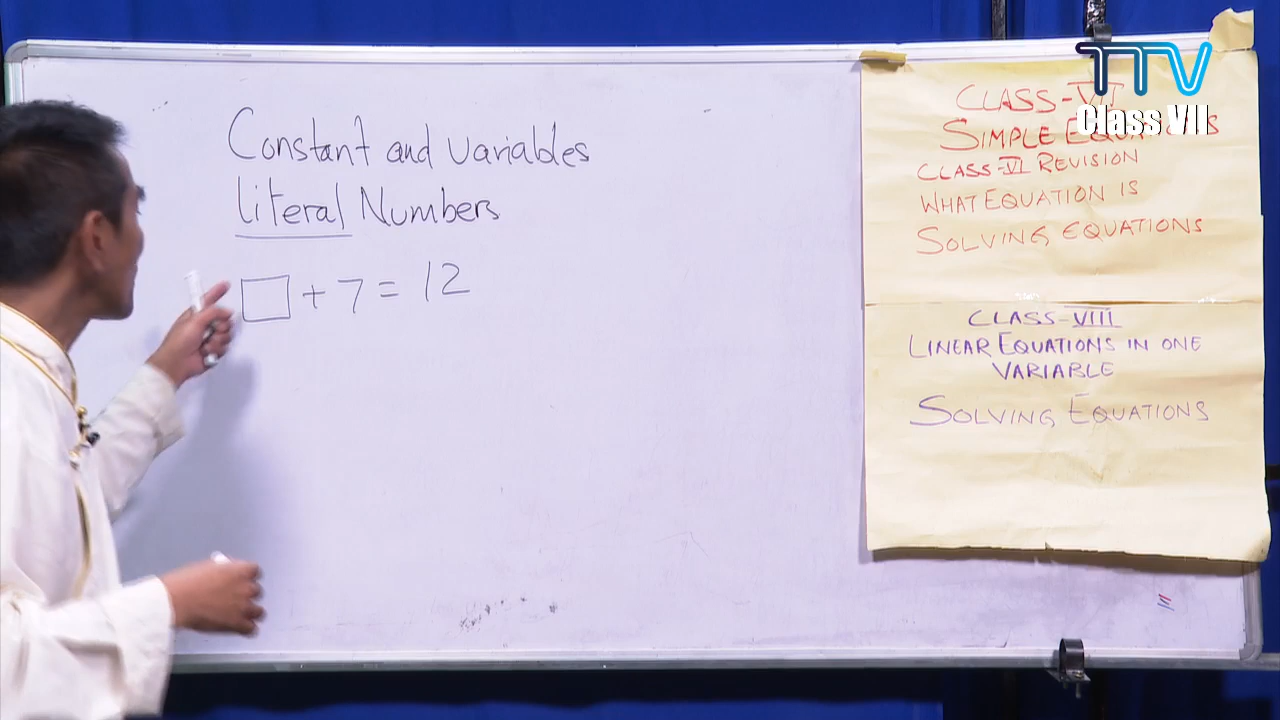 Constant and variables
literal Numbers
□ + 7 = 12
TTV
Class VII
CLASS-VII
SIMPLE EQUATIONS
CLASS-VI REVISION
WHAT EQUATION IS
SOLVING EQUATIONS
CLASS-VIII
LINEAR EQUATIONS IN ONE
VARIABLE
SOLVING EQUATIONS